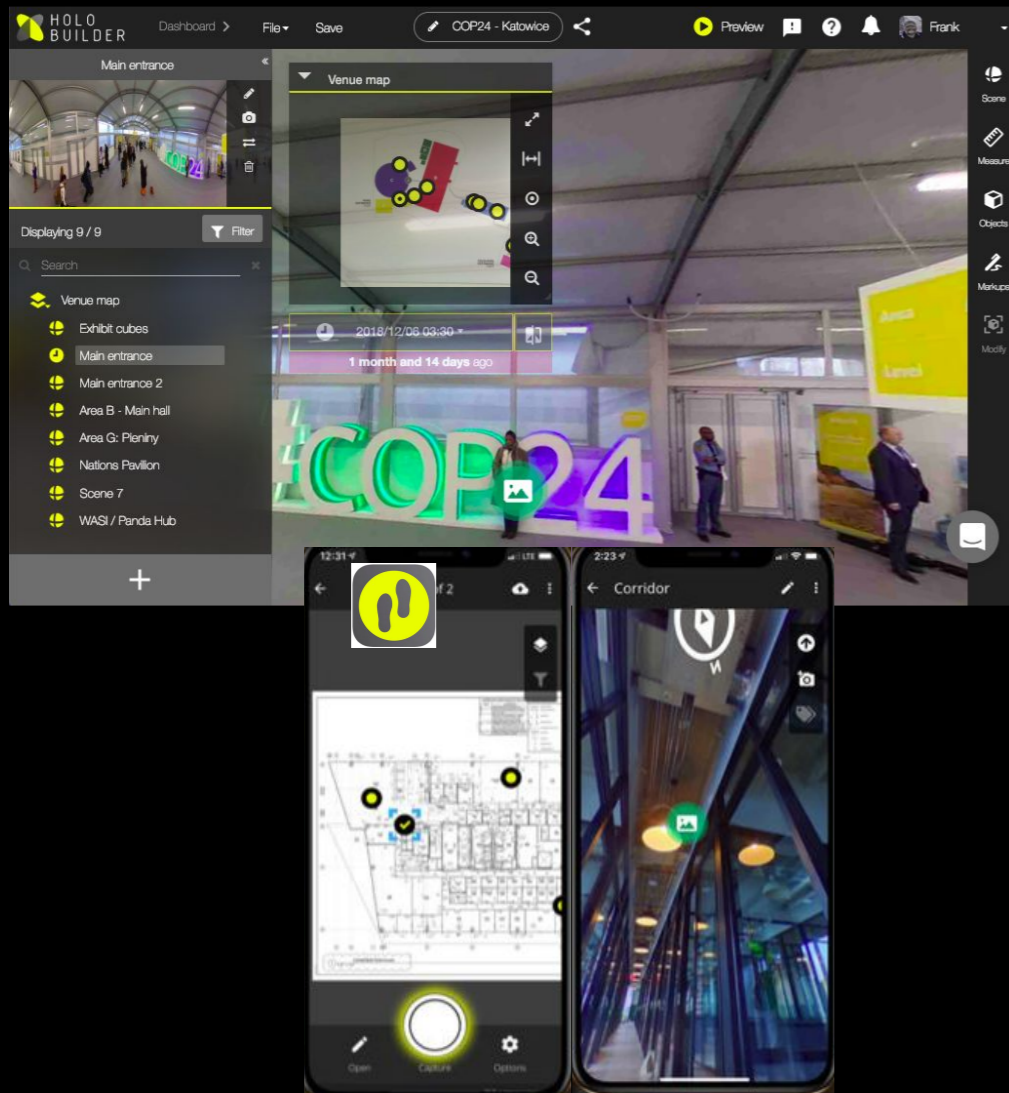 HOLO
BUILDER
Dashboard
File
Save
COP24 - Katowice
Preview
Frank
Main entrance
Displaying 9 / 9
Filter
Search
Venue map
Exhibit cubes
Main entrance
Main entrance 2
Area B - Main hall
Area G: Pleniny
Nations Pavilion
Scene 7
WASI / Panda Hub
Venue map
2018/12/06 03:30
1 month and 14 days ago
COP24
#COP24
Area
Level
Scene
Measure
Objects
Markups
Modify
12:31
LTE
of 2
Open
Capture
Options
2:23
Corridor
N